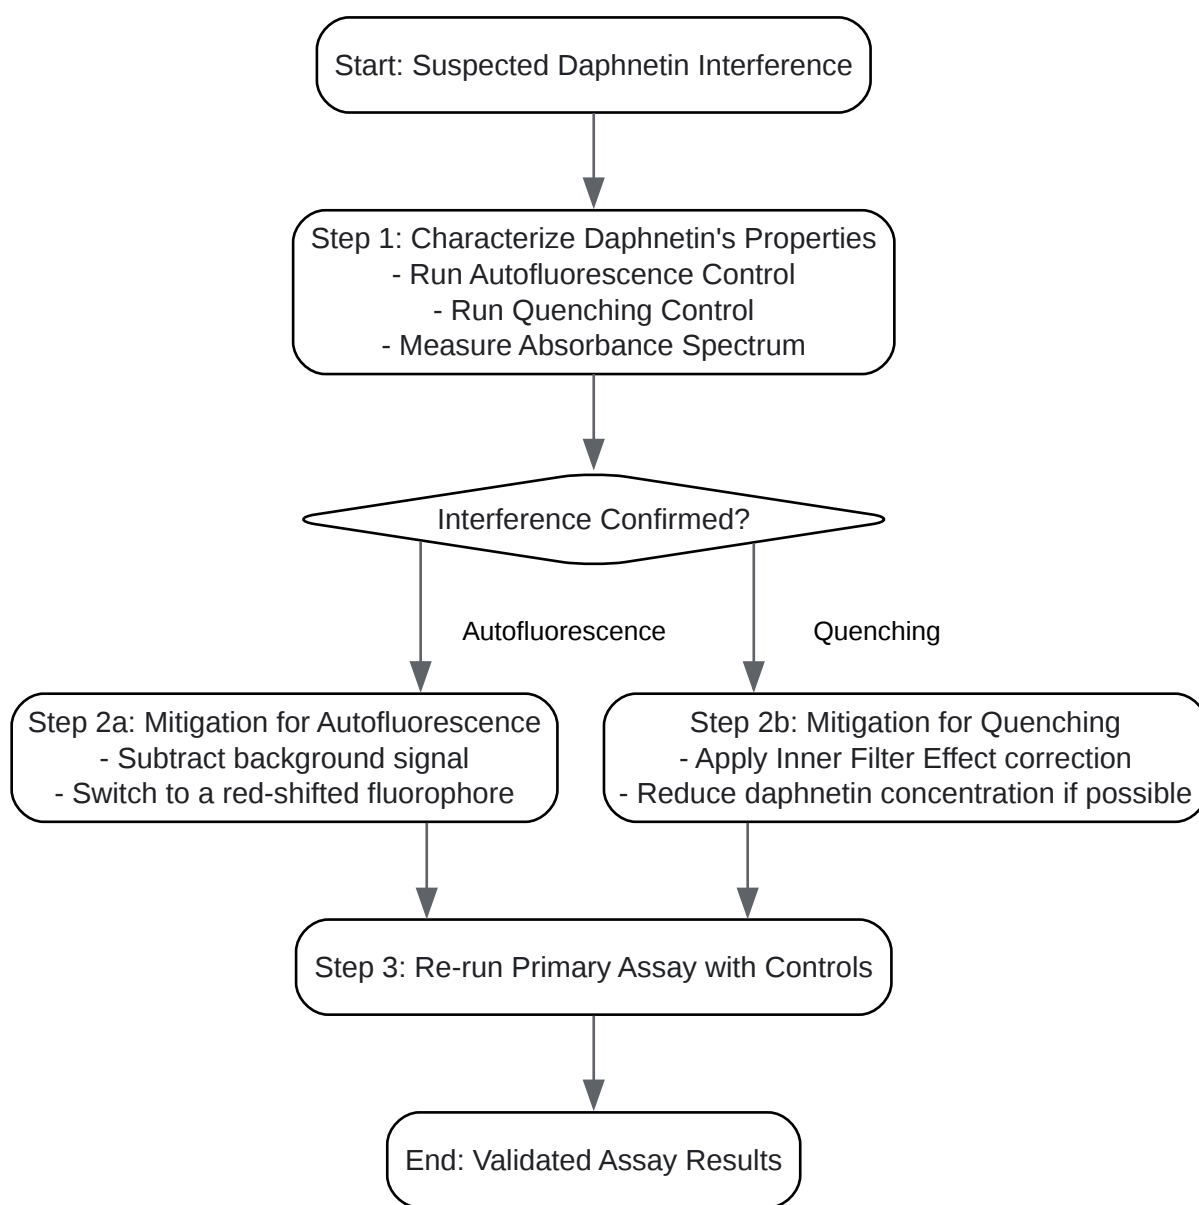 Start: Suspected Daphnetin Interference
Step 1: Characterize Daphnetin's Properties
- Run Autofluorescence Control
- Run Quenching Control
- Measure Absorbance Spectrum
Interference Confirmed?
Autofluorescence
Quenching
Step 2a: Mitigation for Autofluorescence
- Subtract background signal
- Switch to a red-shifted fluorophore
Step 2b: Mitigation for Quenching
- Apply Inner Filter Effect correction
- Reduce daphnetin concentration if possible
Step 3: Re-run Primary Assay with Controls
End: Validated Assay Results